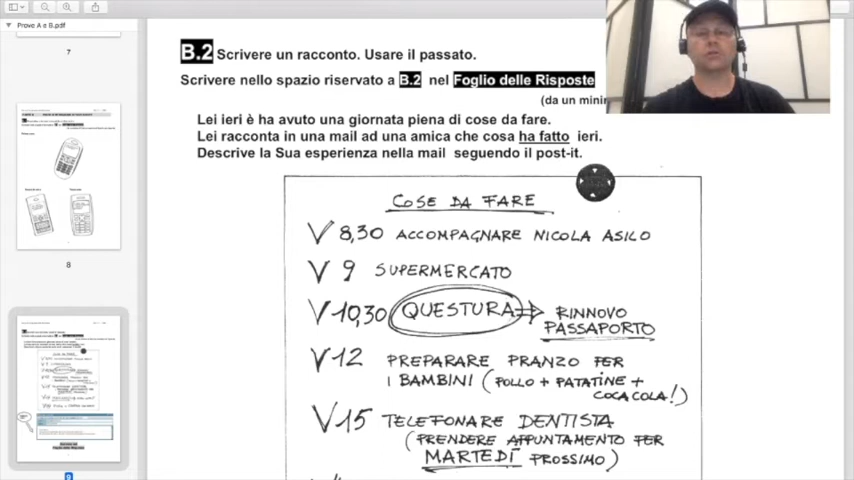 Prove A e B.pdf
7
8
9
B.2 Scrivere un racconto. Usare il passato.
Scrivere nello spazio riservato a B.2 nel Foglio delle Risposte
(da un
Lei ieri è ha avuto una giornata piena di cose da fare.
Lei racconta in una mail ad una amica che cosa ha fatto ieri.
Descrive la Sua esperienza nella mail seguendo il post-it.
COSE DA FARE
V 8,30 ACCOMPAGNARE NICOLA ASILO
V 9 SUPERMERCATO
V 10,30 QUESTURA ⇒ RINNOVO
PASSAPORTO
V 12 PREPARARE PRANZO PER
I BAMBINI (POLLO + PATATINE +
COCA COLA!)
V 15 TELEFONARE DENTISTA
(PRENDERE APPUNTAMENTO PER
MARTEDÌ PROSSIMO)